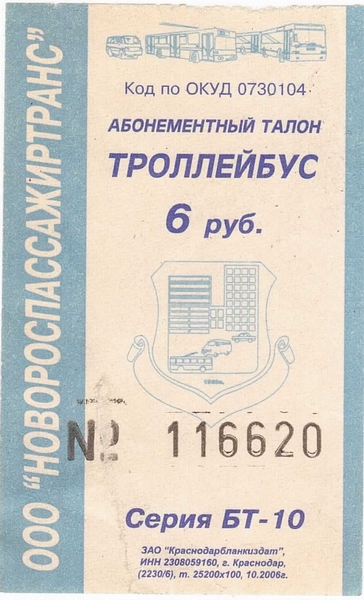 ООО "НОВОРОСПАССАЖИРТРАНС"
Код по ОКУД 0730104
АБОНЕМЕНТНЫЙ ТАЛОН
ТРОЛЛЕЙБУС
6 руб.
№ 116620
Серия БТ-10
ЗАО "Краснодарбланкиздат",
ИНН 2308059160, г. Краснодар,
(2230/6), т. 25200х100, 10.2006г.